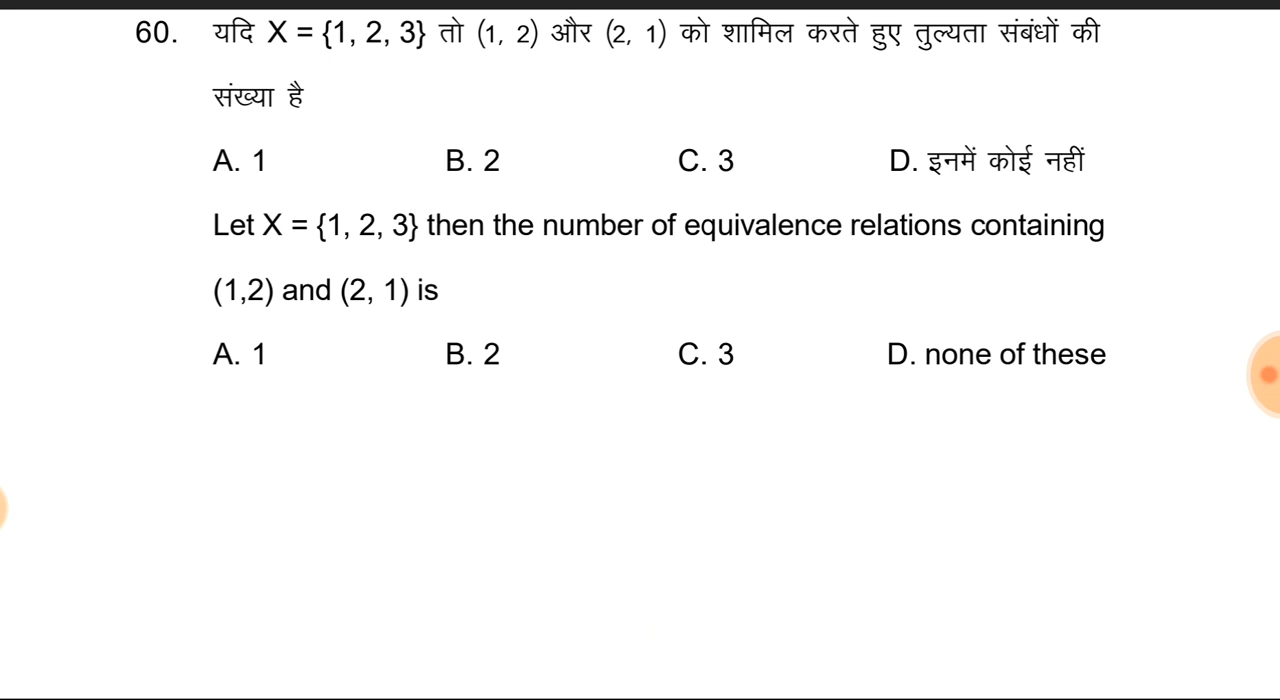 60. यदि X = {1, 2, 3} तो (1, 2) और (2, 1) को शामिल करते हुए तुल्यता संबंधों की
संख्या है
A. 1 B. 2 C. 3 D. इनमें कोई नहीं
Let X = {1, 2, 3} then the number of equivalence relations containing
(1,2) and (2, 1) is
A. 1 B. 2 C. 3 D. none of these